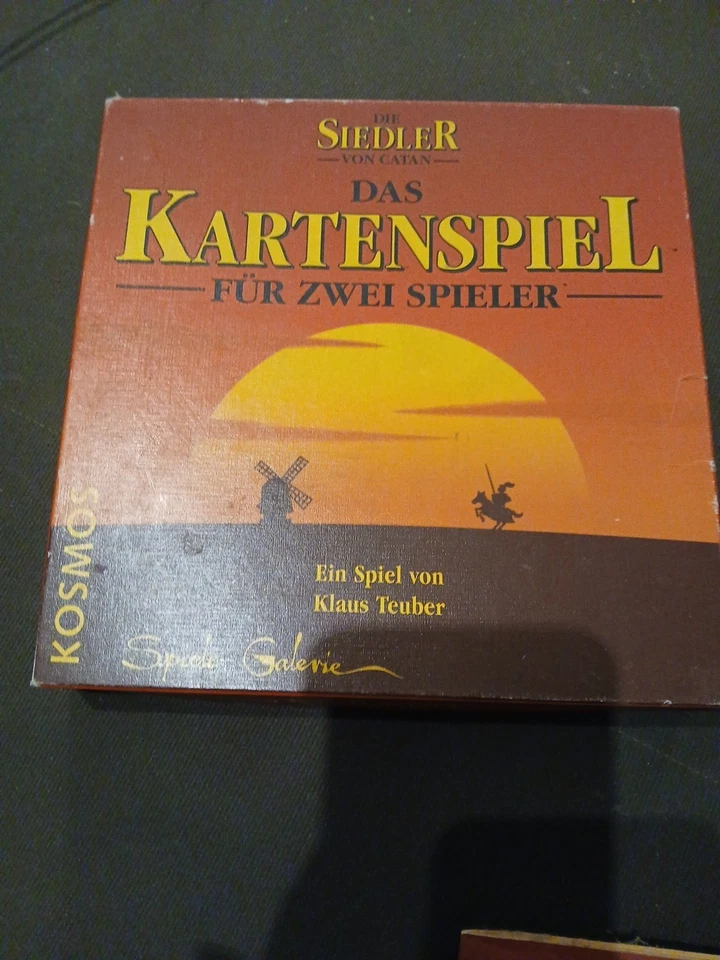 DIE
SIEDLER
VON CATAN
DAS
KARTENSPIEL
FÜR ZWEI SPIELER
Ein Spiel von
Klaus Teuber
KOSMOS
Spiele Galerie